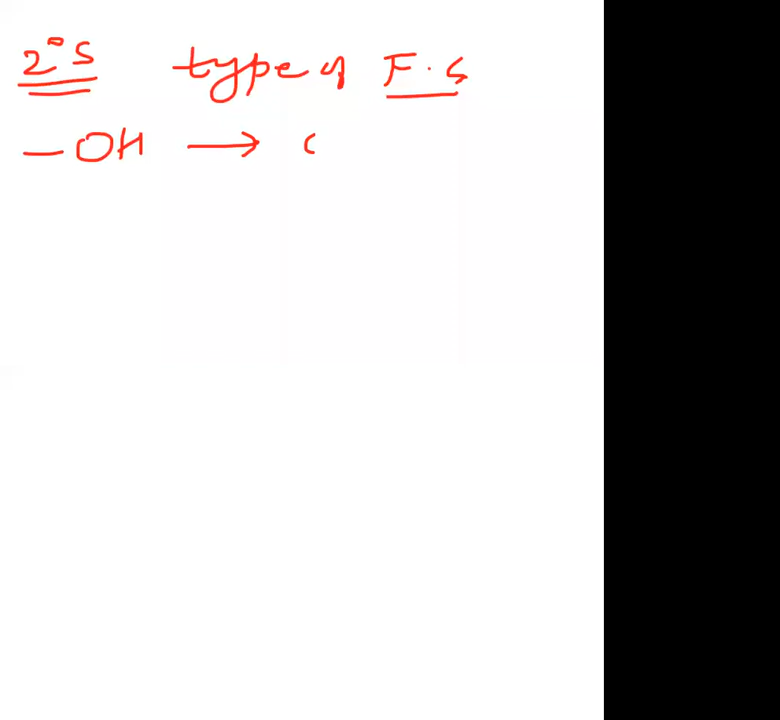 2° S type of F.G
— OH →